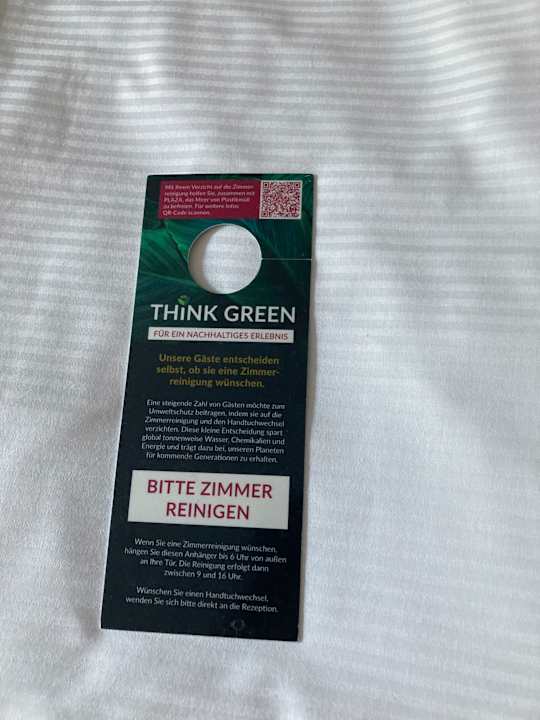 Mit Ihrem Verzicht auf die Zimmer-
reinigung helfen Sie, zusammen mit
PLAZA, das Meer von Plastikmüll
zu befreien. Für weitere Infos
QR-Code scannen.
THINK GREEN
FÜR EIN NACHHALTIGES ERLEBNIS
Unsere Gäste entscheiden
selbst, ob sie eine Zimmer-
reinigung wünschen.
Eine steigende Zahl von Gästen möchte zum
Umweltschutz beitragen, indem sie auf die
Zimmerreinigung und den Handtuchwechsel
verzichten. Diese kleine Entscheidung spart
global tonnenweise Wasser, Chemikalien und
Energie und trägt dazu bei, unseren Planeten
für kommende Generationen zu erhalten.
BITTE ZIMMER
REINIGEN
Wenn Sie eine Zimmerreinigung wünschen,
hängen Sie diesen Anhänger bis 6 Uhr von außen
an Ihre Tür. Die Reinigung erfolgt dann
zwischen 9 und 16 Uhr.
Wünschen Sie einen Handtuchwechsel,
wenden Sie sich bitte direkt an die Rezeption.